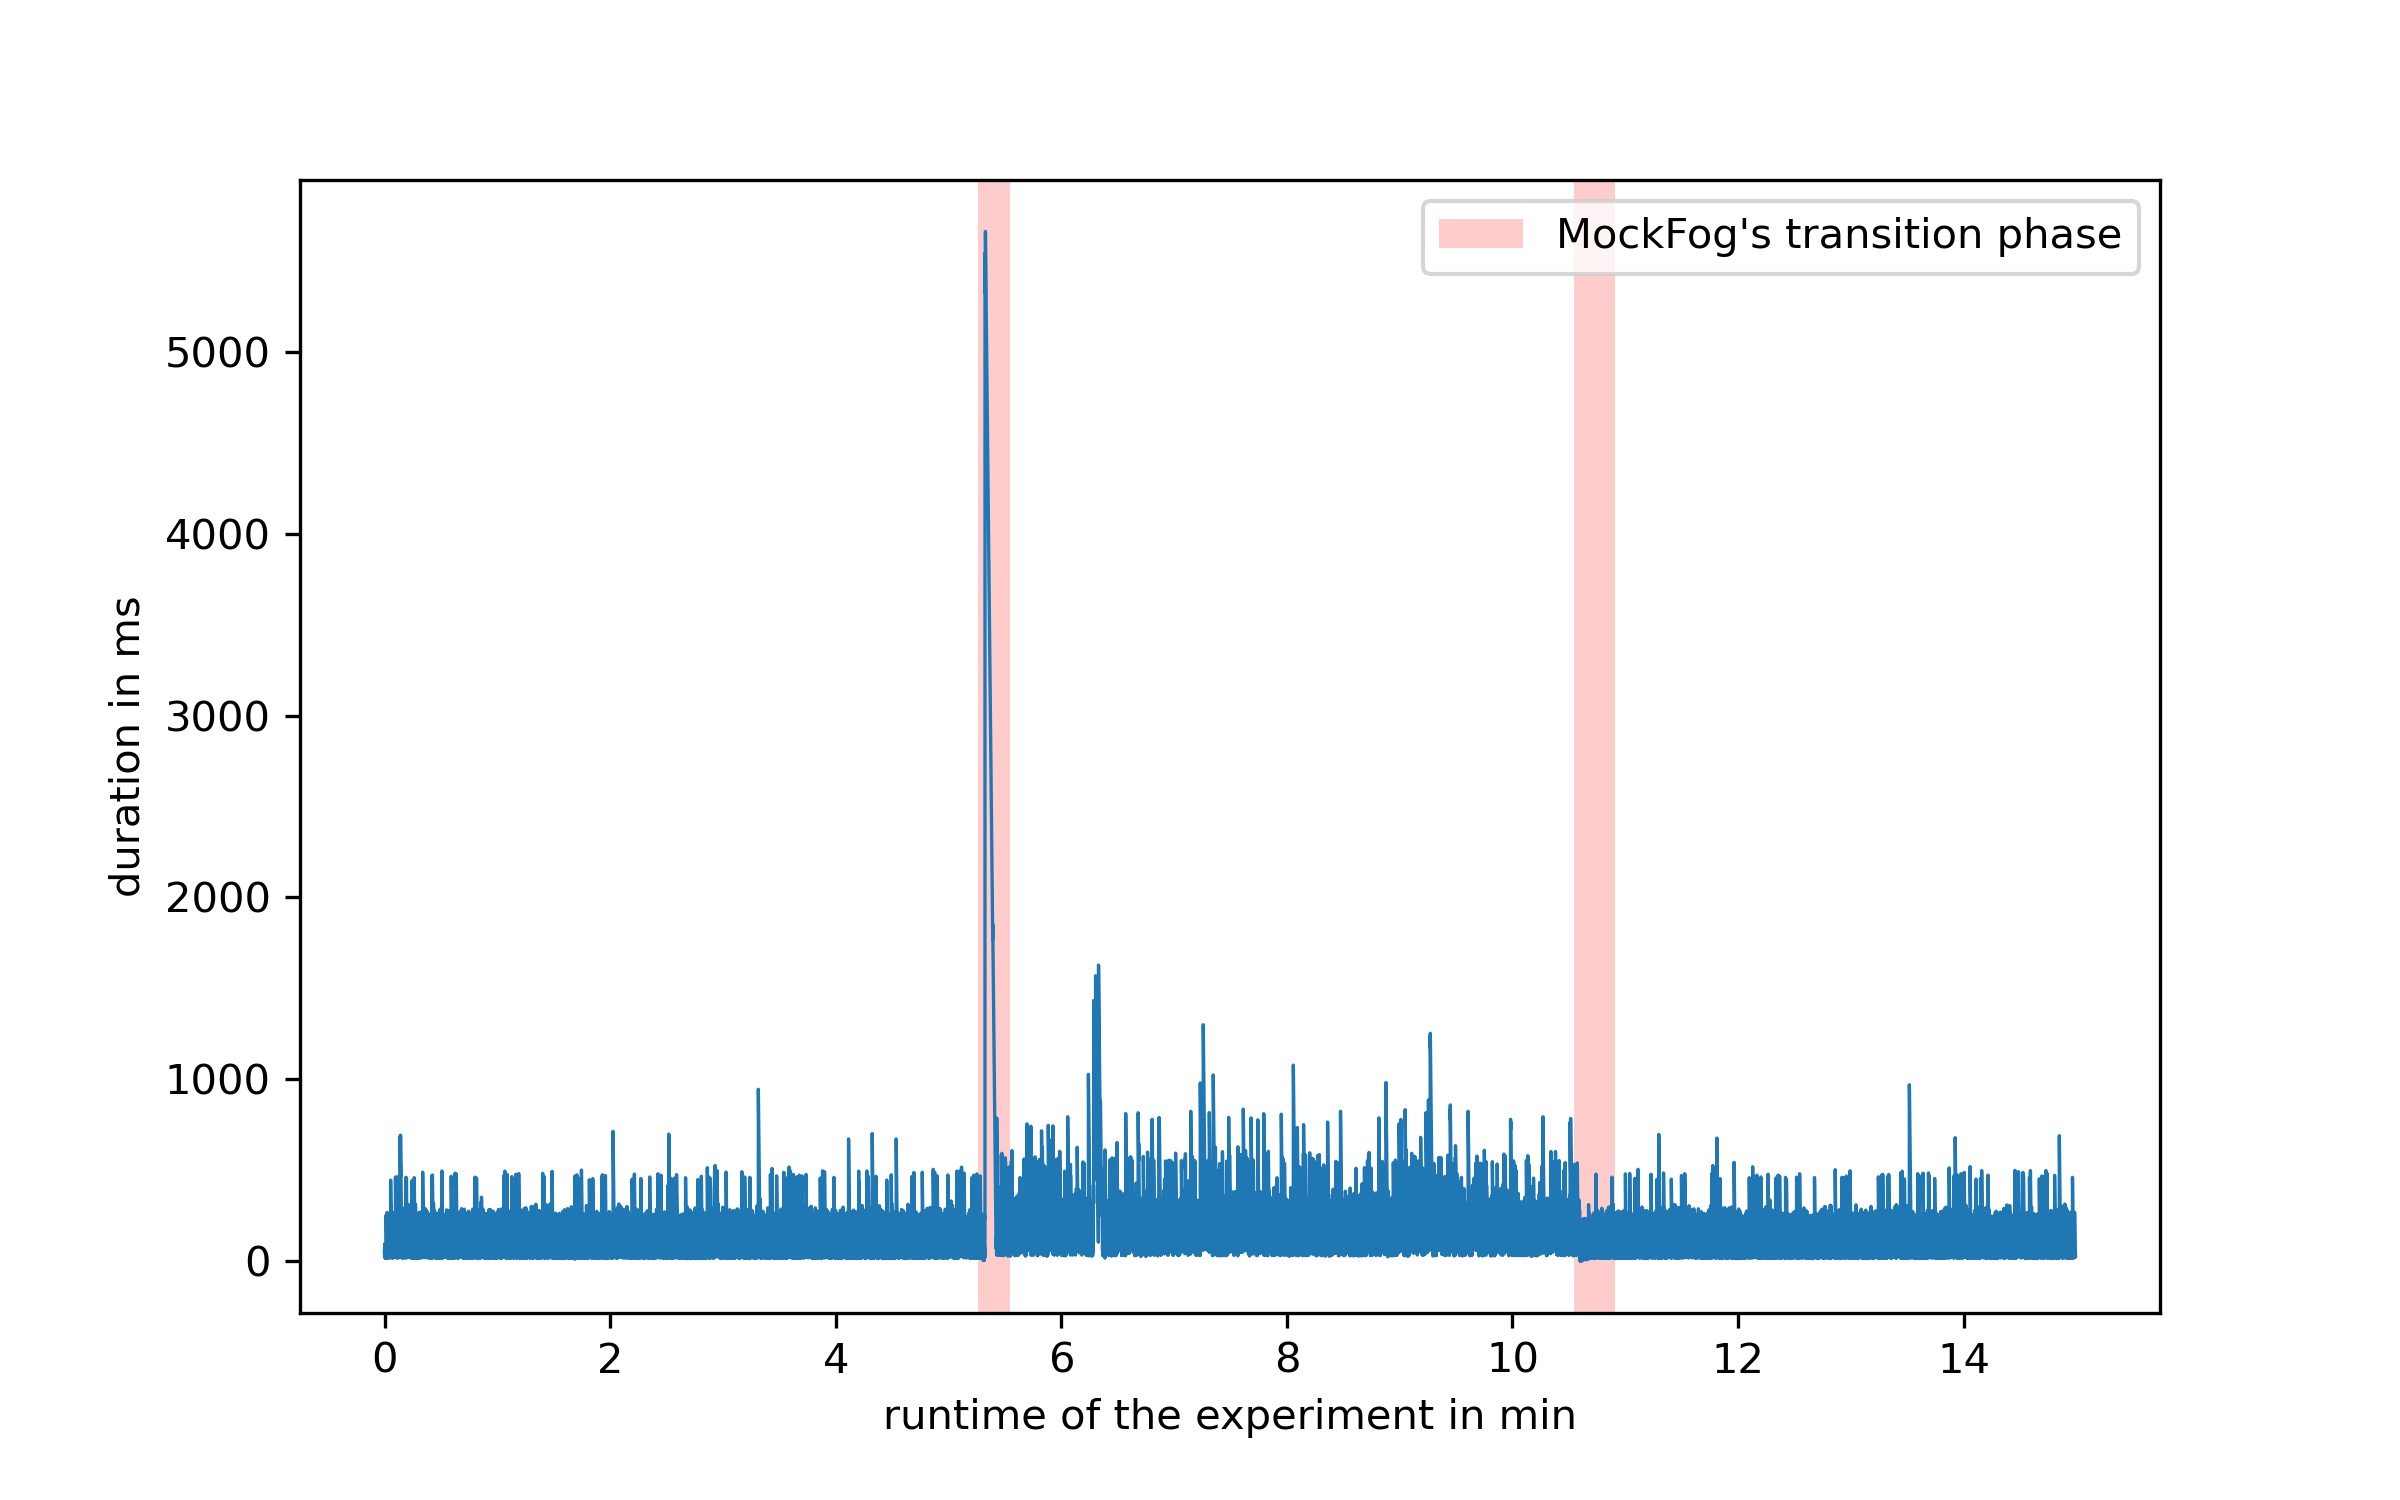 MockFog's transition phase
duration in ms
5000
4000
3000
2000
1000
0
0 2 4 6 8 10 12 14
runtime of the experiment in min